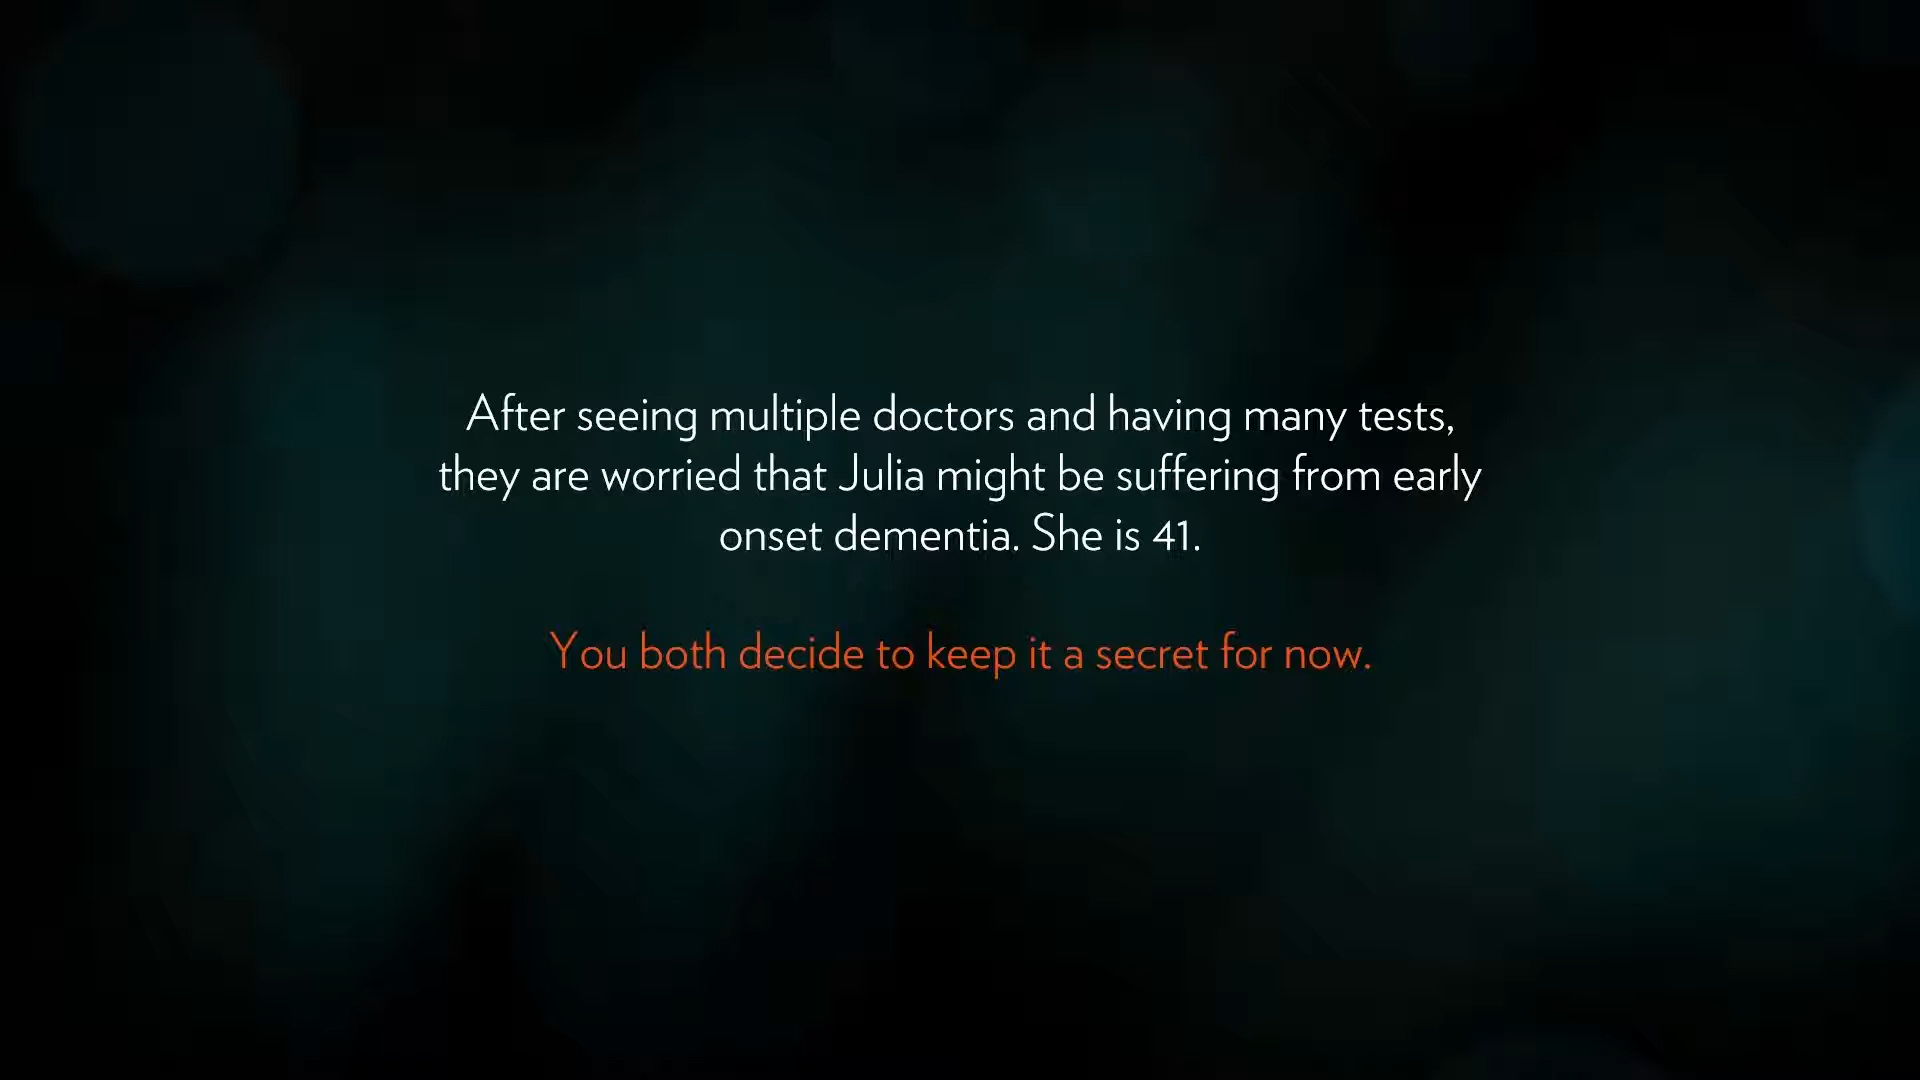 After seeing multiple doctors and having many tests,
they are worried that Julia might be suffering from early
onset dementia. She is 41.
You both decide to keep it a secret for now.